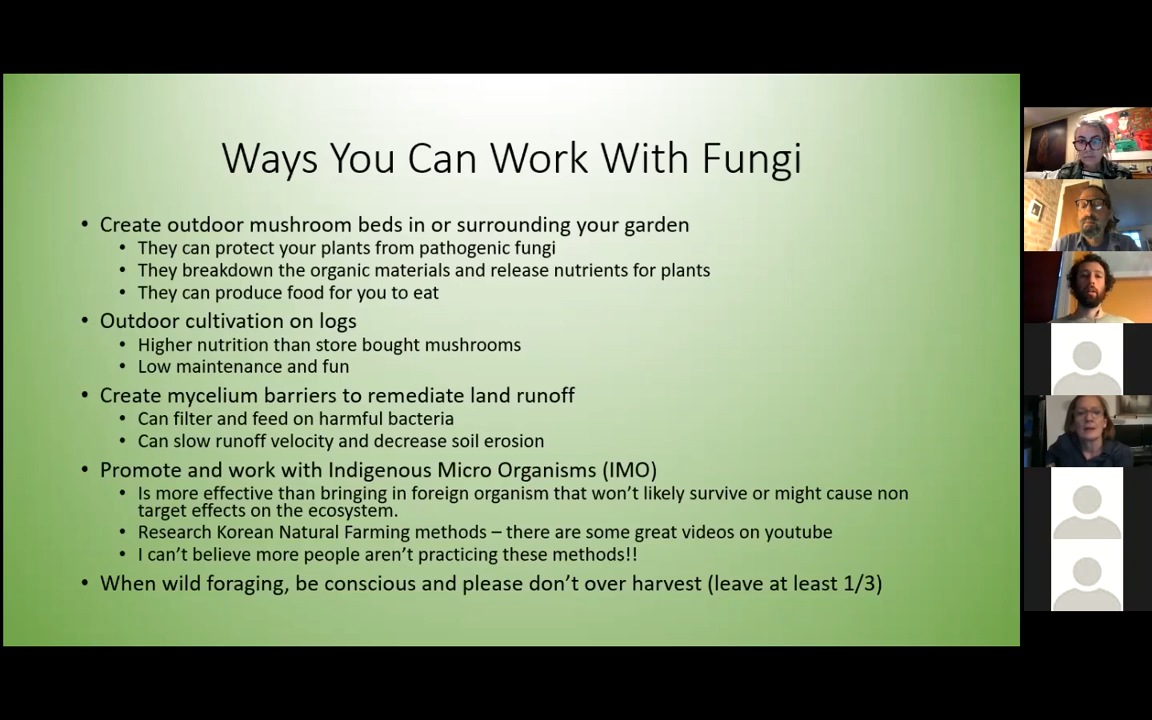 Ways You Can Work With Fungi
• Create outdoor mushroom beds in or surrounding your garden
• They can protect your plants from pathogenic fungi
• They breakdown the organic materials and release nutrients for plants
• They can produce food for you to eat
• Outdoor cultivation on logs
• Higher nutrition than store bought mushrooms
• Low maintenance and fun
• Create mycelium barriers to remediate land runoff
• Can filter and feed on harmful bacteria
• Can slow runoff velocity and decrease soil erosion
• Promote and work with Indigenous Micro Organisms (IMO)
• Is more effective than bringing in foreign organism that won’t likely survive or might cause non
target effects on the ecosystem.
• Research Korean Natural Farming methods – there are some great videos on youtube
• I can’t believe more people aren’t practicing these methods!!
• When wild foraging, be conscious and please don’t over harvest (leave at least 1/3)